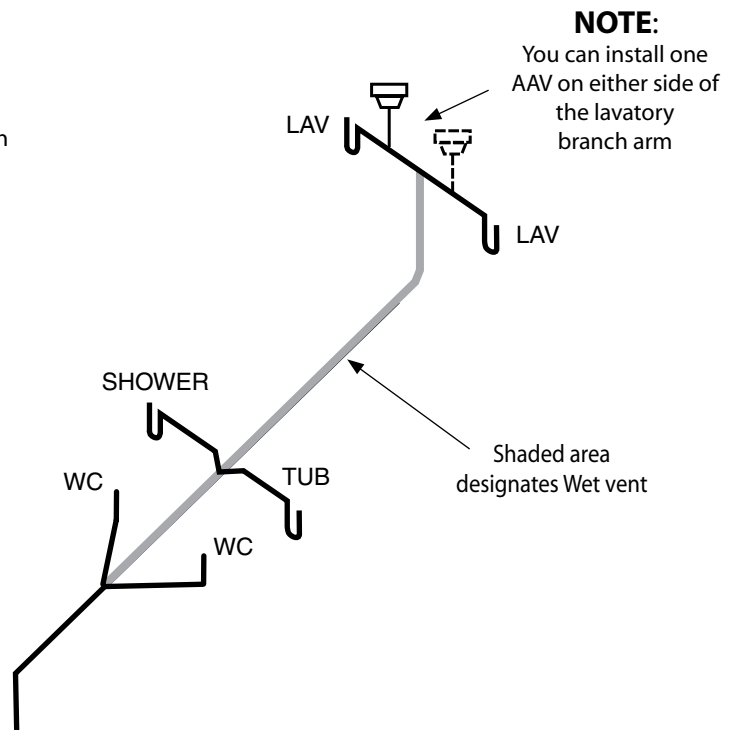 NOTE:
You can install one
AAV on either side of
the lavatory
branch arm
n
LAV
LAV
SHOWER
TUB
WC
WC
Shaded area
designates Wet vent